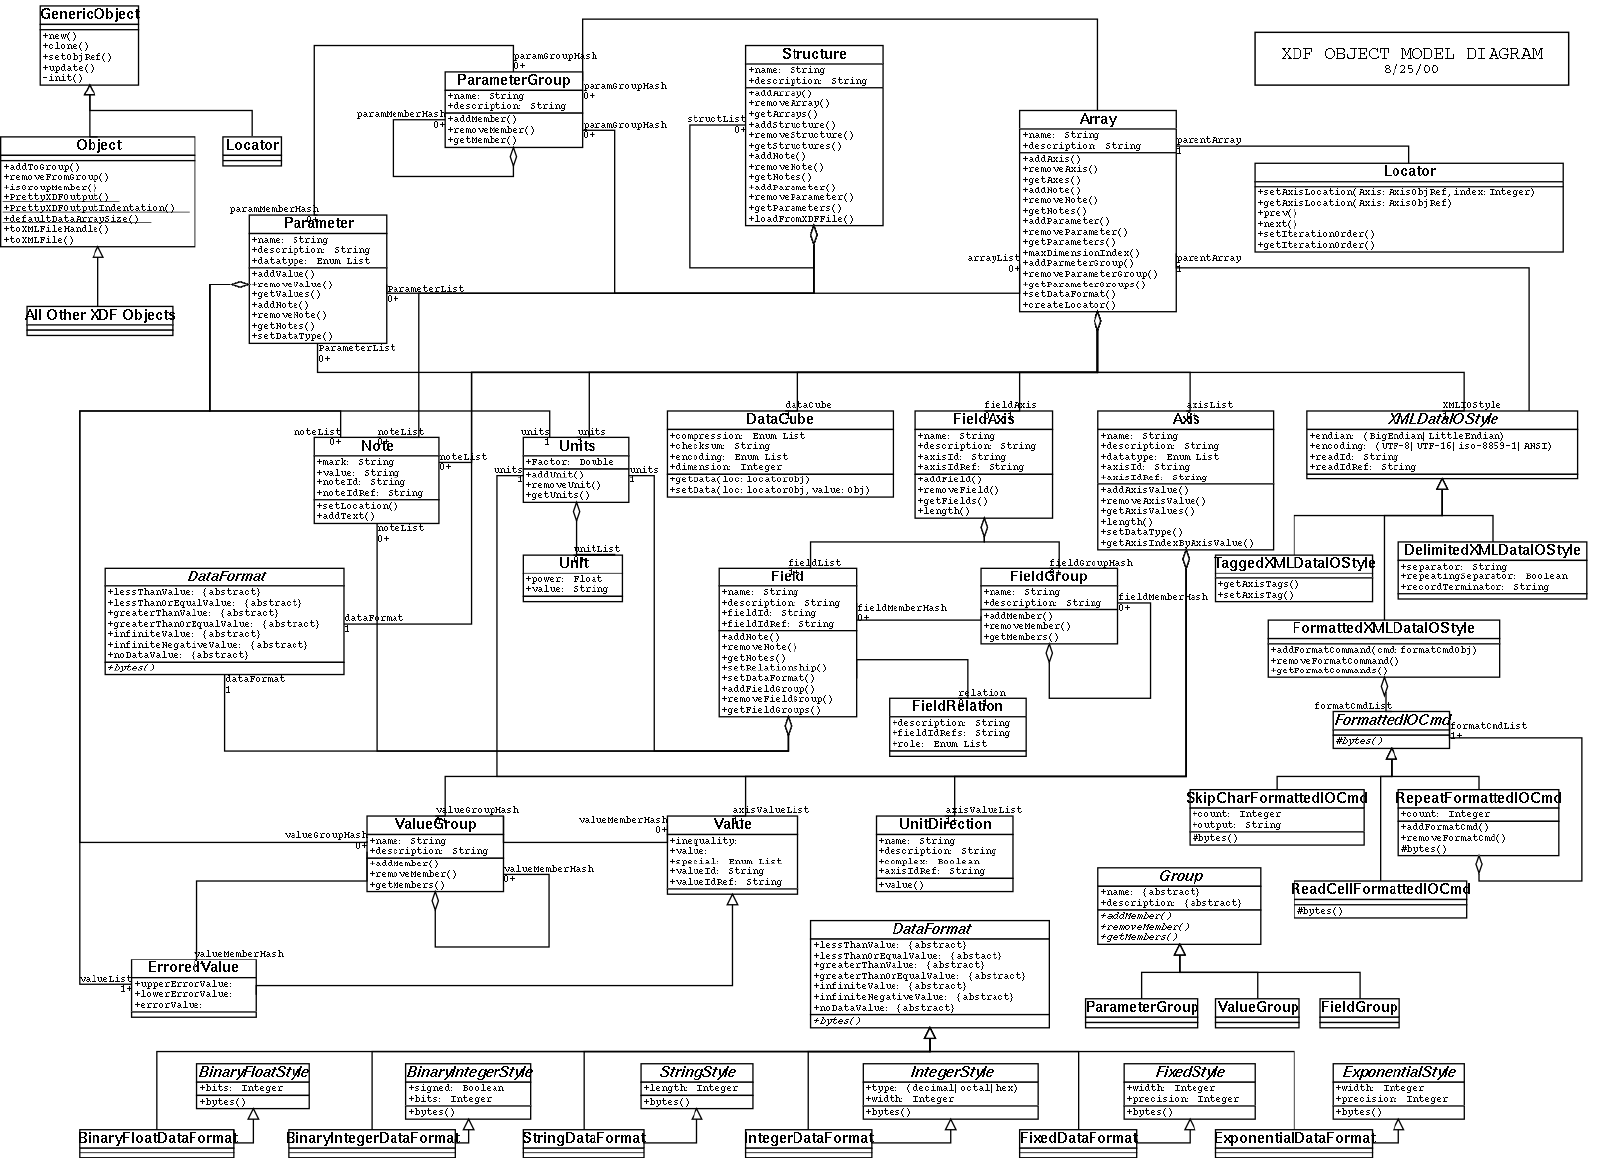 XDF OBJECT MODEL DIAGRAM
8/25/00
GenericObject
+new()
+clone()
+setObjRef()
+update()
-init()
Object
+addToGroup()
+removeFromGroup()
+isGroupMember()
+PrettyXDFOutput()
+PrettyXDFOutputIndentation()
+defaultDataArraySize()
+toXMLFileHandle()
+toXMLFile()
Locator
All Other XDF Objects
paramGroupHash
0+
ParameterGroup
+name: String
+description: String
+addMember()
+removeMember()
+getMember()
paramGroupHash
0+
paramMemberHash
0+
paramGroupHash
0+
Structure
+name: String
+description: String
+addArray()
+removeArray()
+getArrays()
+addStructure()
+removeStructure()
+getStructures()
+addNote()
+removeNote()
+getNotes()
+addParameter()
+removeParameter()
+getParameters()
+loadFromXDFFile()
structList
0+
Array
+name: String
+description: String
+addAxis()
+removeAxis()
+getAxes()
+addNote()
+removeNote()
+getNotes()
+addParameter()
+removeParameter()
+getParameters()
+maxDimensionIndex()
+addParmeterGroup()
+removeParameterGroup()
+getParameterGroups()
+setDataFormat()
+createLocator()
arrayList
0+
parentArray
1
parentArray
1
Locator
+setAxisLocation(Axis:AxisObjRef,index:Integer)
+getAxisLocation(Axis:AxisObjRef)
+prev()
+next()
+setIterationOrder()
+getIterationOrder()
paramMemberHash
0+
Parameter
+name: String
+description: String
+datatype: Enum List
+addValue()
+removeValue()
+getValues()
+addNote()
+removeNote()
+getNotes()
+setDataType()
ParameterList
0+
ParameterList
0+
noteList
0+
noteList
0+
Note
+mark: String
+value: String
+noteId: String
+noteIdRef: String
+setLocation()
+addText()
noteList
0+
noteList
0+
units
1
units
1
Units
+Factor: Double
+addUnit()
+removeUnit()
+getUnits()
units
1
units
1
unitList
Unit
+power: Float
+value: String
dataCube
DataCube
+compression: Enum List
+checksum: String
+encoding: Enum List
+dimension: Integer
+getData(loc:locatorObj)
+setData(loc:locatorObj,value:Obj)
fieldAxis
FieldAxis
+name: String
+description: String
+axisId: String
+axisIdRef: String
+addField()
+removeField()
+getFields()
+length()
axisList
Axis
+name: String
+description: String
+datatype: Enum List
+axisId: String
+axisIdRef: String
+addAxisValue()
+removeAxisValue()
+getAxisValues()
+length()
+setDataType()
+getAxisIndexByAxisValue()
XMLIOStyle
XMLDataIOStyle
+endian: (BigEndian|LittleEndian)
+encoding: (UTF-8|UTF-16|iso-8859-1|ANSI)
+readId: String
+readIdRef: String
TaggedXMLDataIOStyle
+getAxisTags()
+setAxisTag()
DelimitedXMLDataIOStyle
+separator: String
+repeatingSeparator: Boolean
+recordTerminator: String
FormattedXMLDataIOStyle
+addFormatCommand(cmd:formatCmdObj)
+removeFormatCommand()
+getFormatCommands()
formatCmdList
FormattedIOCmd
#bytes()
formatCmdList
1+
SkipCharFormattedIOCmd
+count: Integer
+output: String
#bytes()
RepeatFormattedIOCmd
+count: Integer
+addFormatCmd()
+removeFormatCmd()
#bytes()
ReadCellFormattedIOCmd
#bytes()
DataFormat
+lessThanValue: {abstract}
+lessThanOrEqualValue: {abstract}
+greaterThanValue: {abstract}
+greaterThanOrEqualValue: {abstract}
+infiniteValue: {abstract}
+infiniteNegativeValue: {abstract}
+noDataValue: {abstract}
+bytes()
dataFormat
1
dataFormat
1
fieldList
Field
+name: String
+description: String
+fieldId: String
+fieldIdRef: String
+addNote()
+removeNote()
+getNotes()
+setRelationship()
+setDataFormat()
+addFieldGroup()
+removeFieldGroup()
+getFieldGroups()
fieldMemberHash
0+
fieldGroupHash
FieldGroup
+name: String
+description: String
+addMember()
+removeMember()
+getMembers()
fieldMemberHash
0+
relation
FieldRelation
+description: String
+fieldIdRefs: String
+role: Enum List
valueGroupHash
valueGroupHash
0+
ValueGroup
+name: String
+description: String
+addMember()
+removeMember()
+getMembers()
valueMemberHash
0+
axisValueList
valueMemberHash
0+
Value
+inequality:
+value:
+special: Enum List
+valueId: String
+valueIdRef: String
axisValueList
UnitDirection
+name: String
+description: String
+complex: Boolean
+axisIdRef: String
+value()
valueMemberHash
valueList
1+
ErroredValue
+upperErrorValue:
+lowerErrorValue:
+errorValue:
DataFormat
+lessThanValue: {abstract}
+lessThanOrEqualValue: {abstact}
+greaterThanValue: {abstract}
+greaterThanOrEqualValue: {abstract}
+infiniteValue: {abstract}
+infiniteNegativeValue: {abstract}
+noDataValue: {abstract}
+bytes()
Group
+name: {abstract}
+description: {abstract}
+addMember()
+removeMember()
+getMembers()
ParameterGroup
ValueGroup
FieldGroup
BinaryFloatStyle
+bits: Integer
+bytes()
BinaryIntegerStyle
+signed: Boolean
+bits: Integer
+bytes()
StringStyle
+length: Integer
+bytes()
IntegerStyle
+type: (decimal|octal|hex)
+width: Integer
+bytes()
FixedStyle
+width: Integer
+precision: Integer
+bytes()
ExponentialStyle
+width: Integer
+precision: Integer
+bytes()
BinaryFloatDataFormat
BinaryIntegerDataFormat
StringDataFormat
IntegerDataFormat
FixedDataFormat
ExponentialDataFormat